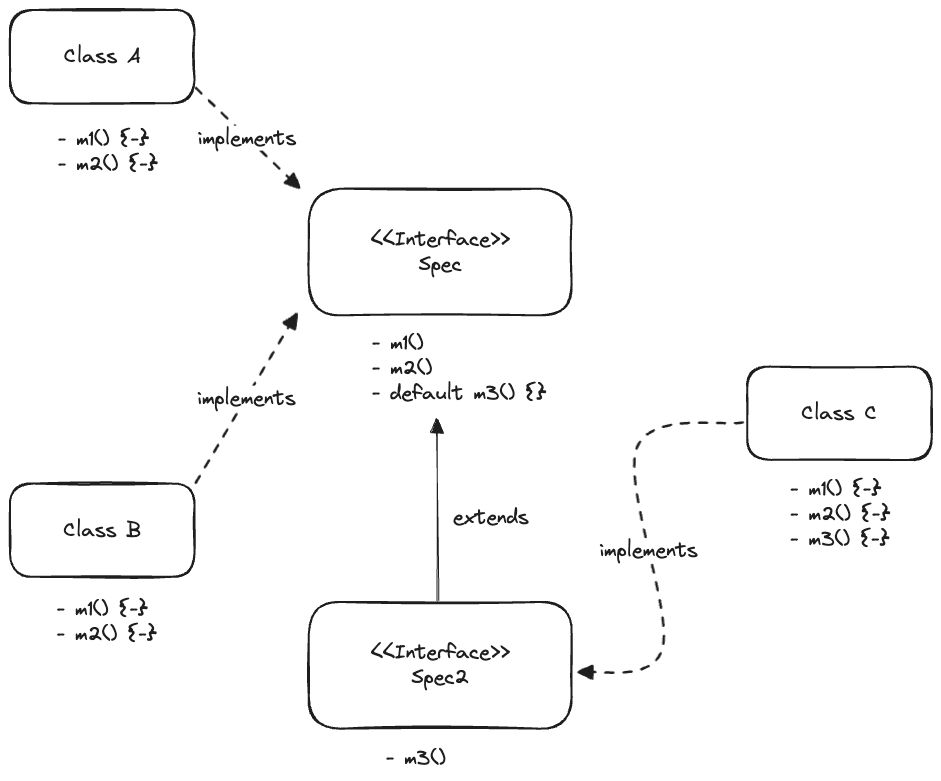 Class A
- m1() {-}
- m2() {-}
implements
<<Interface>>
Spec
- m1()
- m2()
- default m3() {}
implements
Class B
- m1() {-}
- m2() {-}
extends
Class C
- m1() {-}
- m2() {-}
- m3() {-}
implements
<<Interface>>
Spec2
- m3()